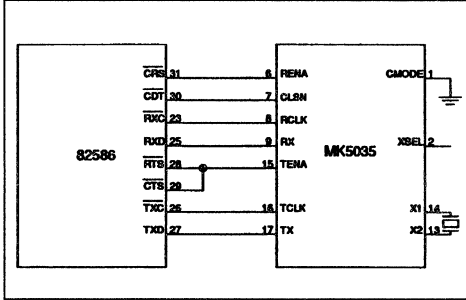 CRS 31 6 RENA CMODE 1
CDT 30 7 CLSN
RXC 23 8 RCLK
RXD 25 9 RX XSEL 2
82586 MK5035
RTS 28 15 TENA
CTS 29
TXC 26 16 TCLK X1 14
TXD 27 17 TX X2 13